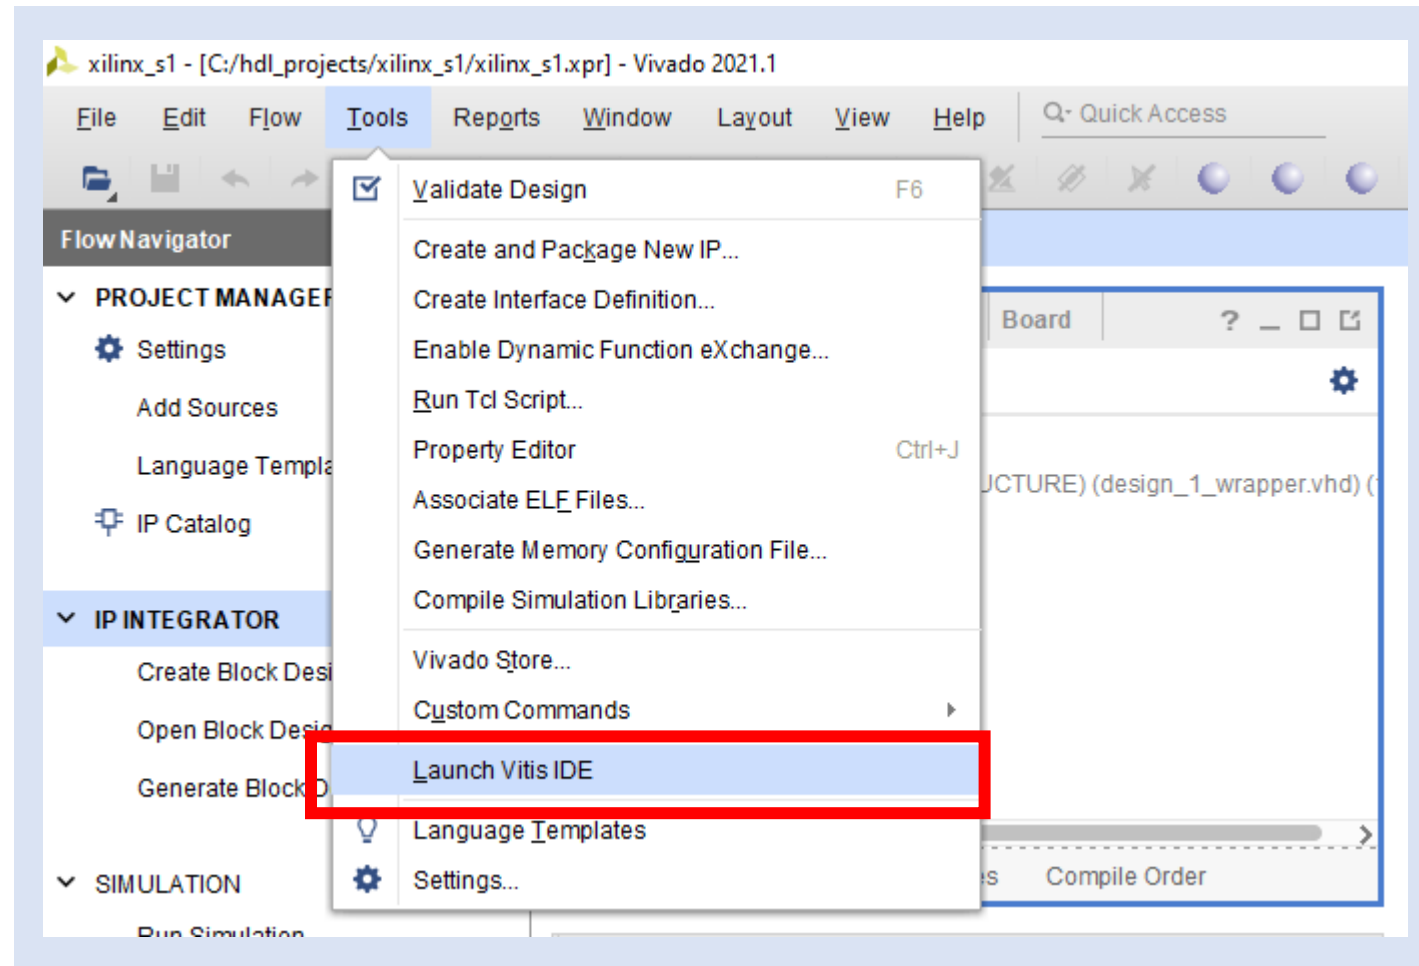 xilinx_s1 - [C:/hdl_projects/xilinx_s1/xilinx_s1.xpr] - Vivado 2021.1
File Edit Flow Tools Reports Window Layout View Help Quick Access
Validate Design F6
Flow Navigator
Create and Package New IP...
PROJECT MANAGER
Create Interface Definition...
Board ?
Settings
Enable Dynamic Function eXchange...
Add Sources
Run Tcl Script...
Property Editor Ctrl+J
Language Templa
UCTURE) (design_1_wrapper.vhd) (
Associate ELF Files...
IP Catalog
Generate Memory Configuration File...
Compile Simulation Libraries...
IP INTEGRATOR
Vivado Store...
Create Block Desi
Custom Commands
Open Block Desig
Launch Vitis IDE
Generate Block D
Language Templates
SIMULATION
Settings...
es Compile Order
Run Simulation